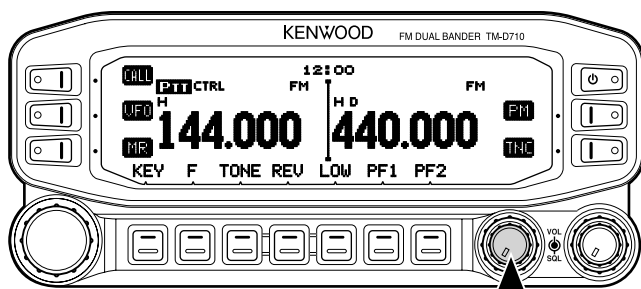 KENWOOD FM DUAL BANDER TM-D710
12:00
CALL PTT CTRL FM FM
H H D
VFO 144.000 440.000 PM
MR TNC
KEY F TONE REV LOW PF1 PF2
VOL
SQL